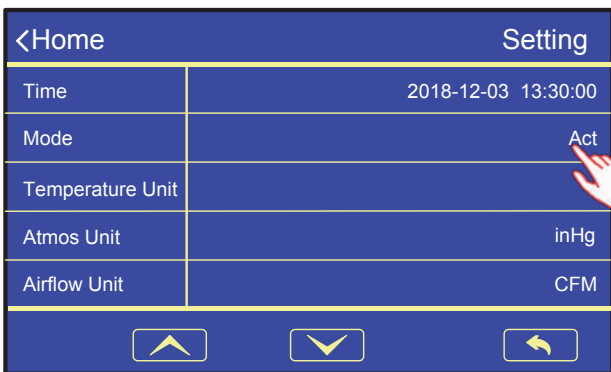 <Home Setting
Time 2018-12-03 13:30:00
Mode Act
Temperature Unit
Atmos Unit inHg
Airflow Unit CFM